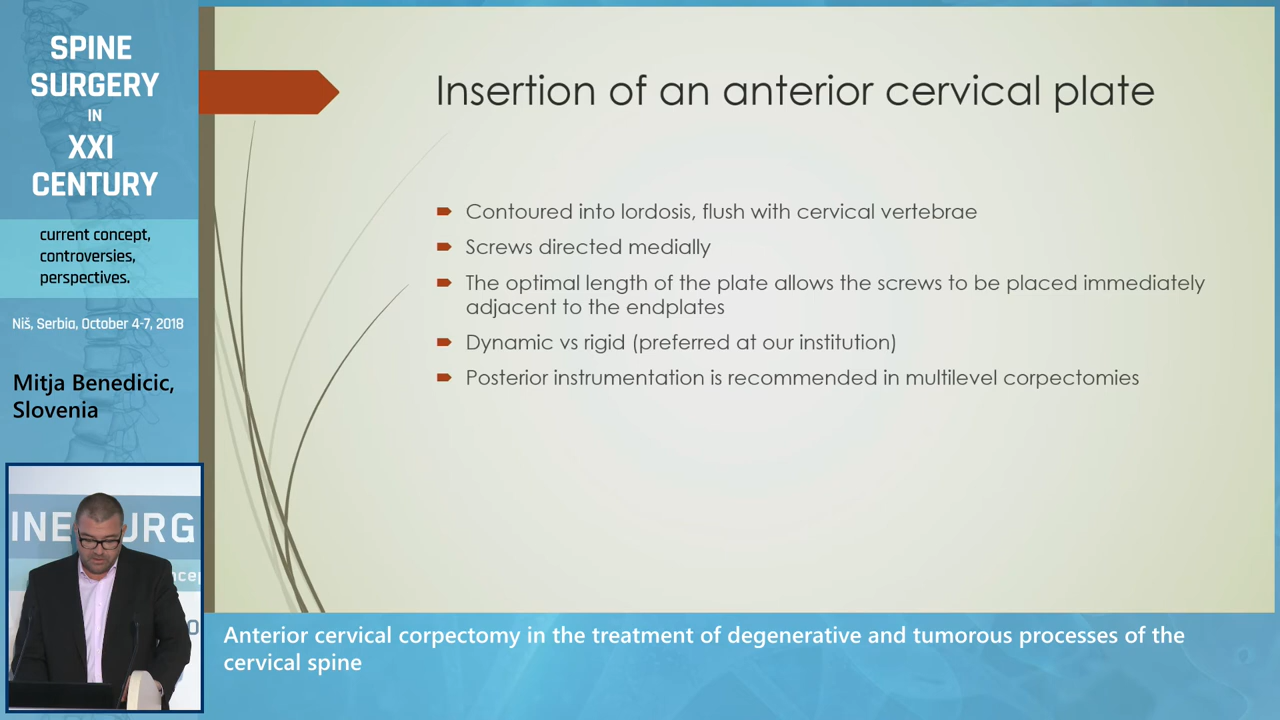 SPINE
SURGERY
IN
XXI
CENTURY
current concept,
controversies,
perspectives.
Niš, Serbia, October 4-7, 2018
Mitja Benedicic,
Slovenia
INE
URG
ncep
Insertion of an anterior cervical plate
Contoured into lordosis, flush with cervical vertebrae
Screws directed medially
The optimal length of the plate allows the screws to be placed immediately
adjacent to the endplates
Dynamic vs rigid (preferred at our institution)
Posterior instrumentation is recommended in multilevel corpectomies
Anterior cervical corpectomy in the treatment of degenerative and tumorous processes of the
cervical spine